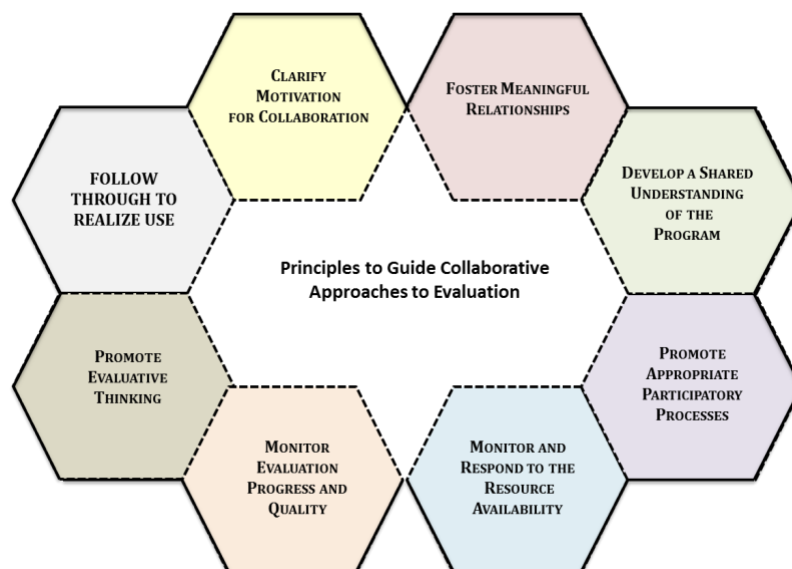 CLARIFY
MOTIVATION
FOR COLLABORATION
FOSTER MEANINGFUL
RELATIONSHIPS
DEVELOP A SHARED
UNDERSTANDING
OF THE
PROGRAM
PROMOTE
APPROPRIATE
PARTICIPATORY
PROCESSES
MONITOR AND
RESPOND TO THE
RESOURCE
AVAILABILITY
MONITOR
EVALUATION
PROGRESS AND
QUALITY
PROMOTE
EVALUATIVE
THINKING
FOLLOW
THROUGH TO
REALIZE USE
Principles to Guide Collaborative
Approaches to Evaluation